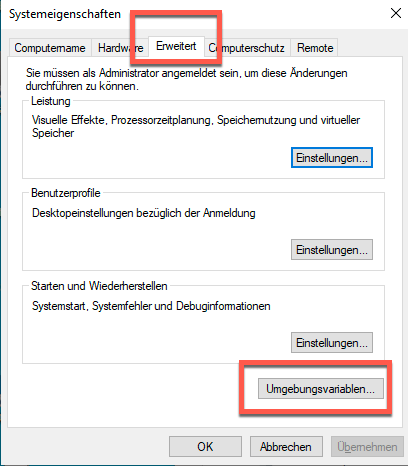 Systemeigenschaften
Computername Hardware Erweitert Computerschutz Remote
Sie müssen als Administrator angemeldet sein, um diese Änderungen
durchführen zu können.
Leistung
Visuelle Effekte, Prozessorzeitplanung, Speichernutzung und virtueller
Speicher
Einstellungen...
Benutzerprofile
Desktopeinstellungen bezüglich der Anmeldung
Einstellungen...
Starten und Wiederherstellen
Systemstart, Systemfehler und Debuginformationen
Einstellungen...
Umgebungsvariablen...
OK Abbrechen Übernehmen